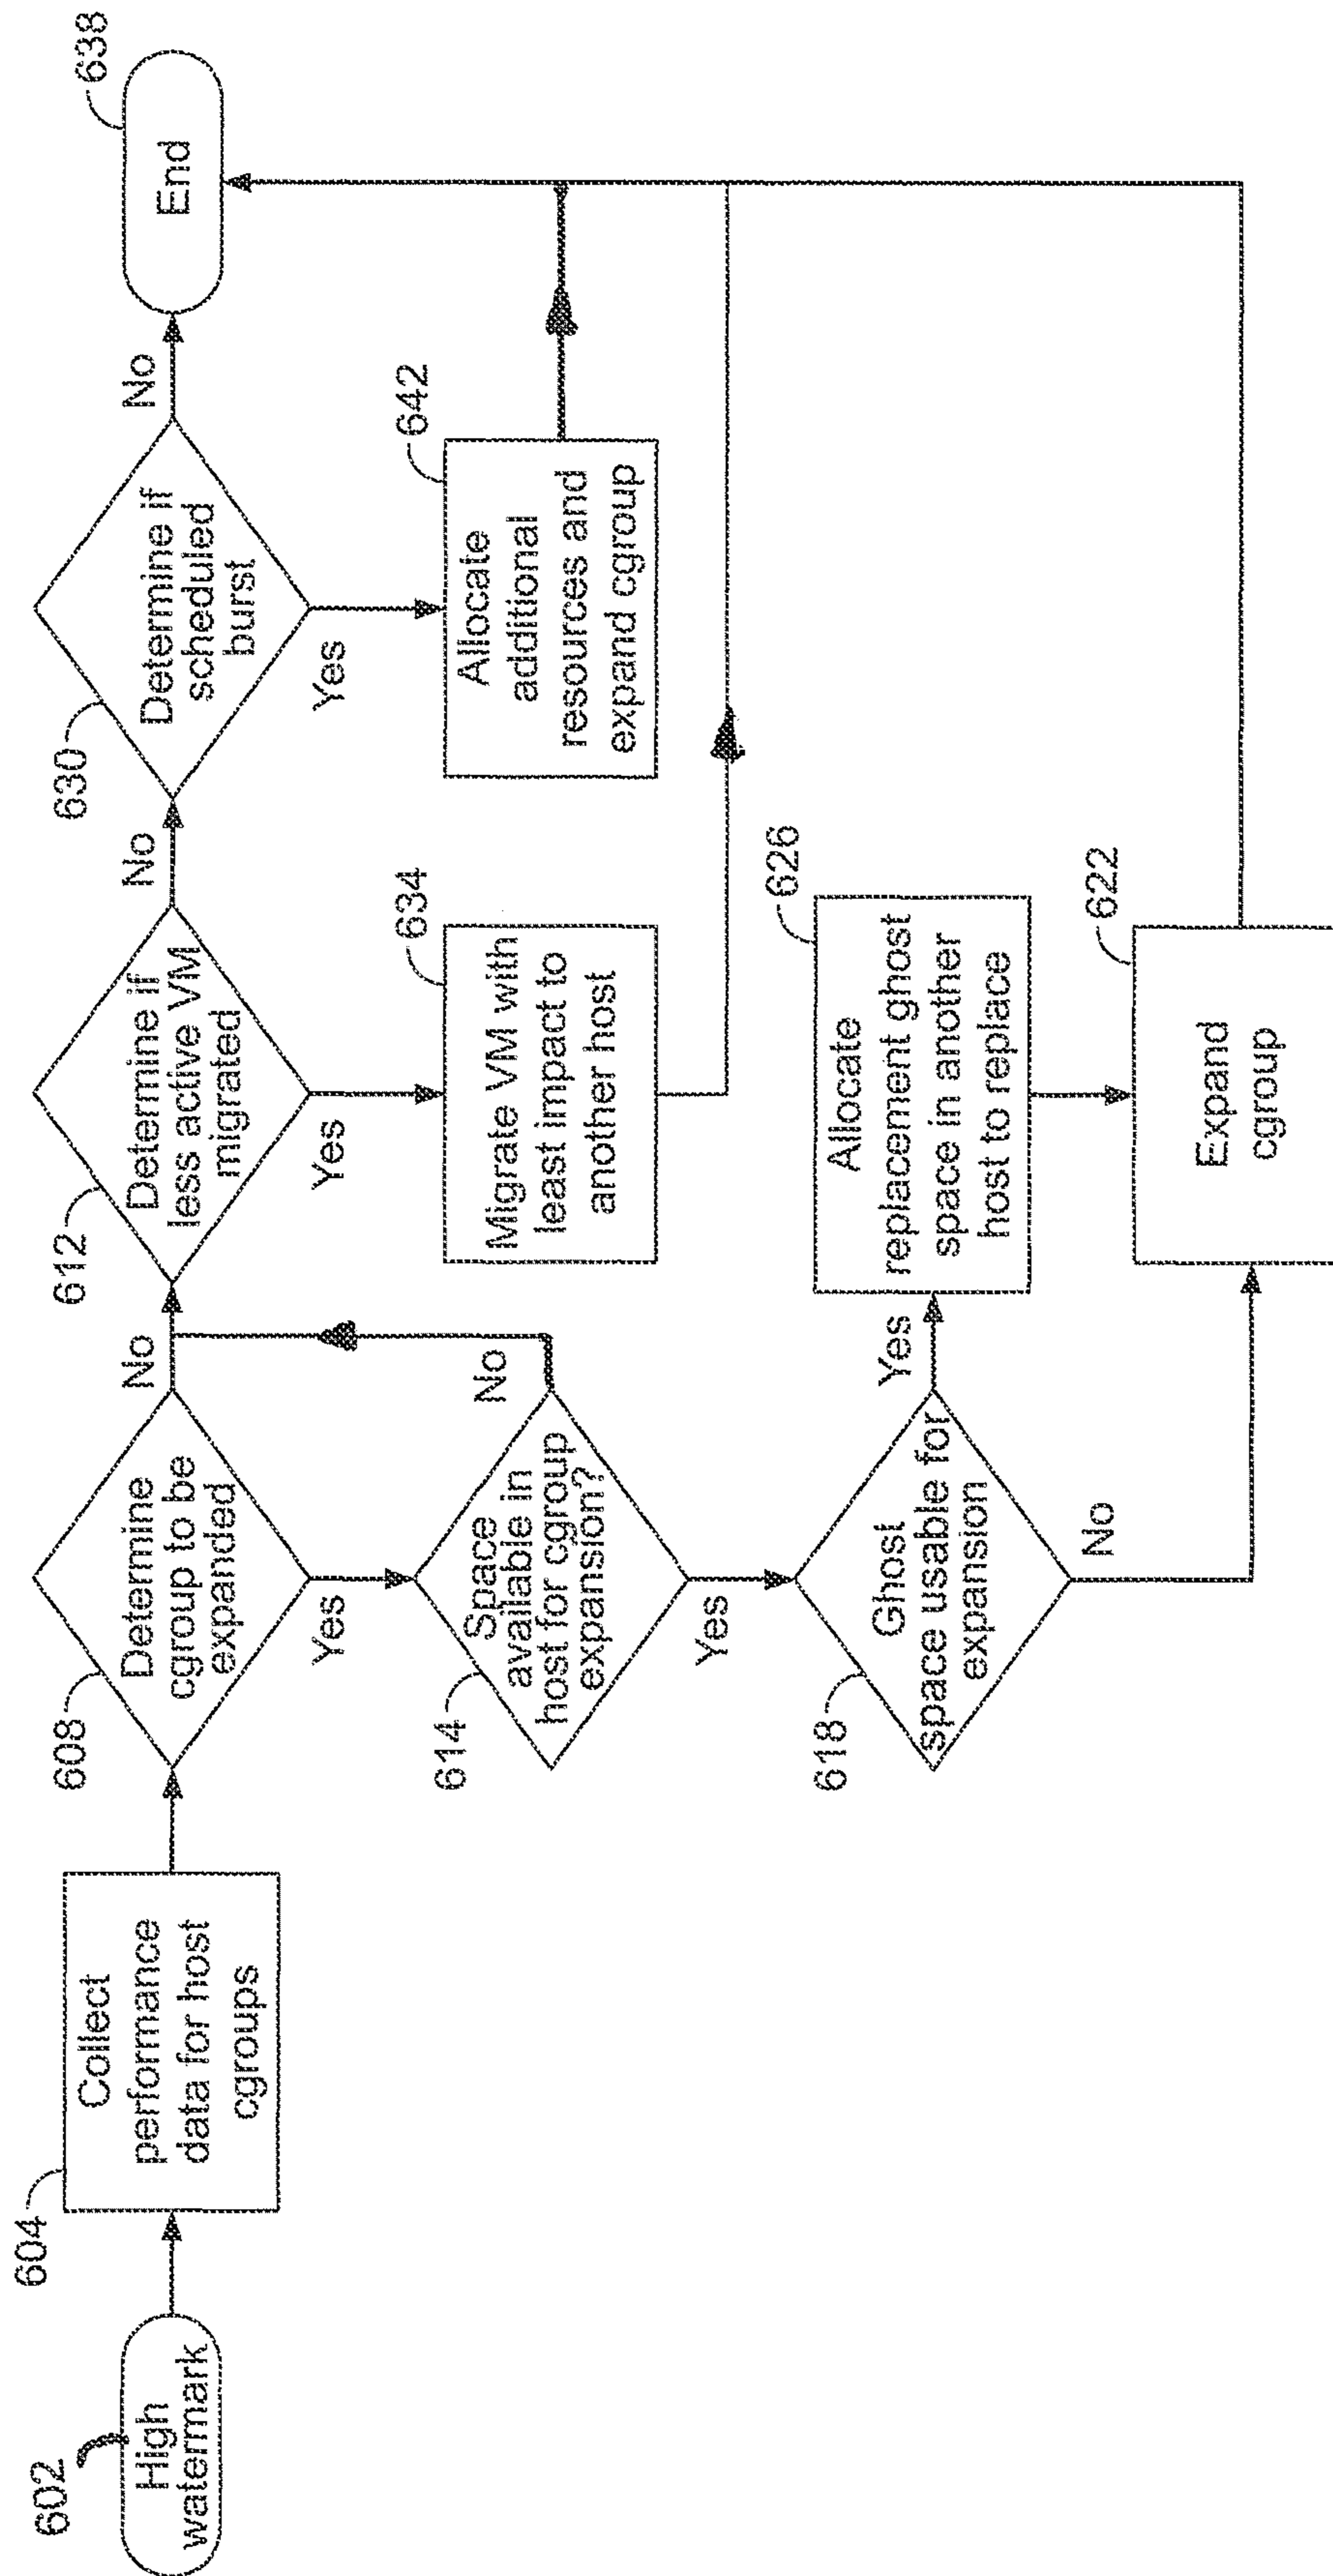 602
High
watermark
604
Collect
performance
data for host
cgroups
608
Determine
cgroup to be
expanded
No
Yes
612
Determine if
less active VM
migrated
No
Yes
630
Determine if
scheduled
burst
No
Yes
638
End
614
Space
available in
host for cgroup
expansion?
No
Yes
634
Migrate VM with
least impact to
another host
642
Allocate
additional
resources and
expand cgroup
618
Ghost
space usable for
expansion
Yes
No
626
Allocate
replacement ghost
space in another
host to replace
622
Expand
cgroup